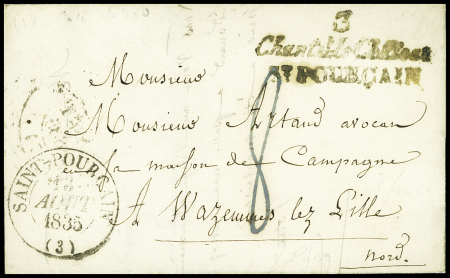 3
Chantelle-le-Château
St POURÇAIN
Monsieur
Monsieur Artaud avocat
en sa maison de Campagne
A Wazemmes lez Lille
Nord.
8
SAINT-POURÇAIN
AOUT
1835
(3)